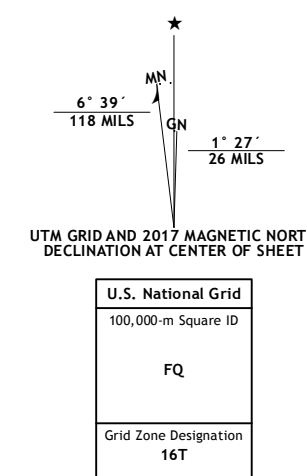 ★
MN
6° 39´
118 MILS
GN
1° 27´
26 MILS
UTM GRID AND 2017 MAGNETIC NORT
DECLINATION AT CENTER OF SHEET
U.S. National Grid
100,000-m Square ID
FQ
Grid Zone Designation
16T